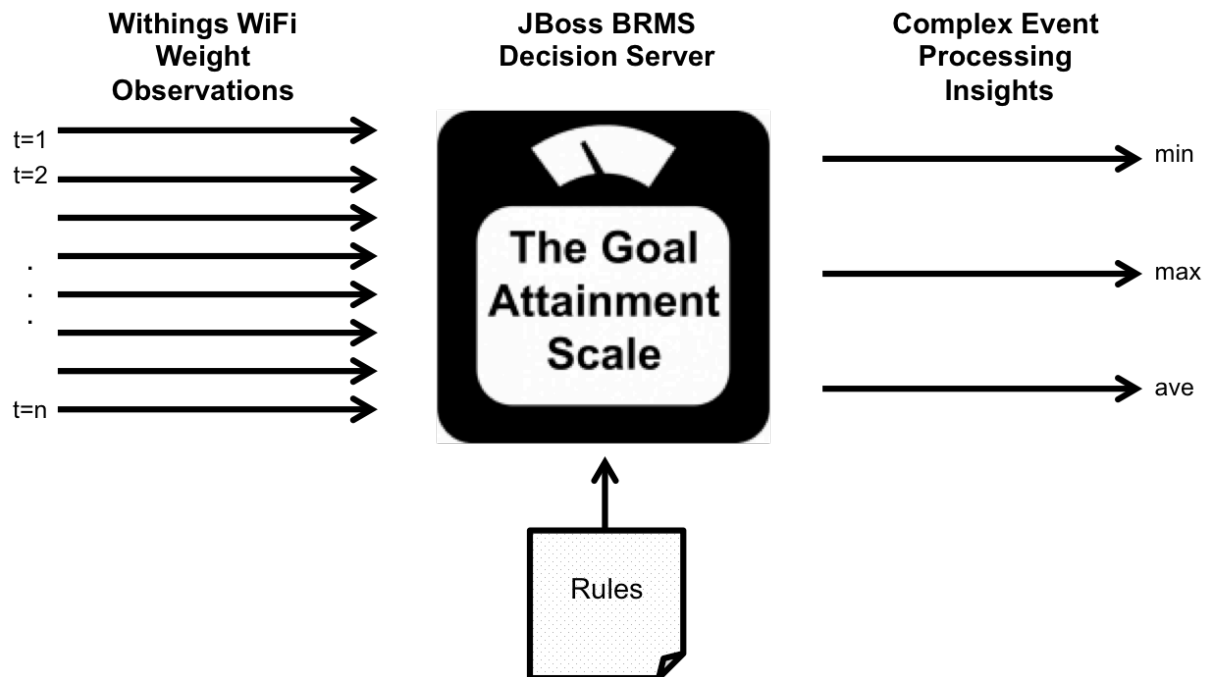 Withings WiFi
Weight
Observations
JBoss BRMS
Decision Server
Complex Event
Processing
Insights
t=1
t=2
.
.
.
t=n
The Goal
Attainment
Scale
min
max
ave
Rules